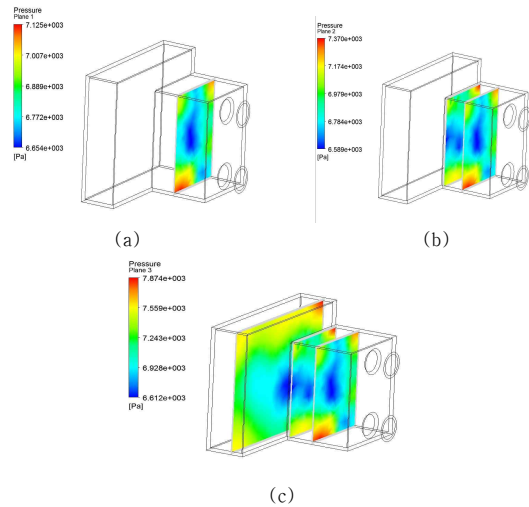 Pressure
Plane 1
7.125e+003
7.007e+003
6.889e+003
6.772e+003
6.654e+003
[Pa]
(a)
Pressure
Plane 2
7.370e+003
7.174e+003
6.979e+003
6.784e+003
6.589e+003
[Pa]
(b)
Pressure
Plane 3
7.874e+003
7.559e+003
7.243e+003
6.928e+003
6.612e+003
[Pa]
(c)